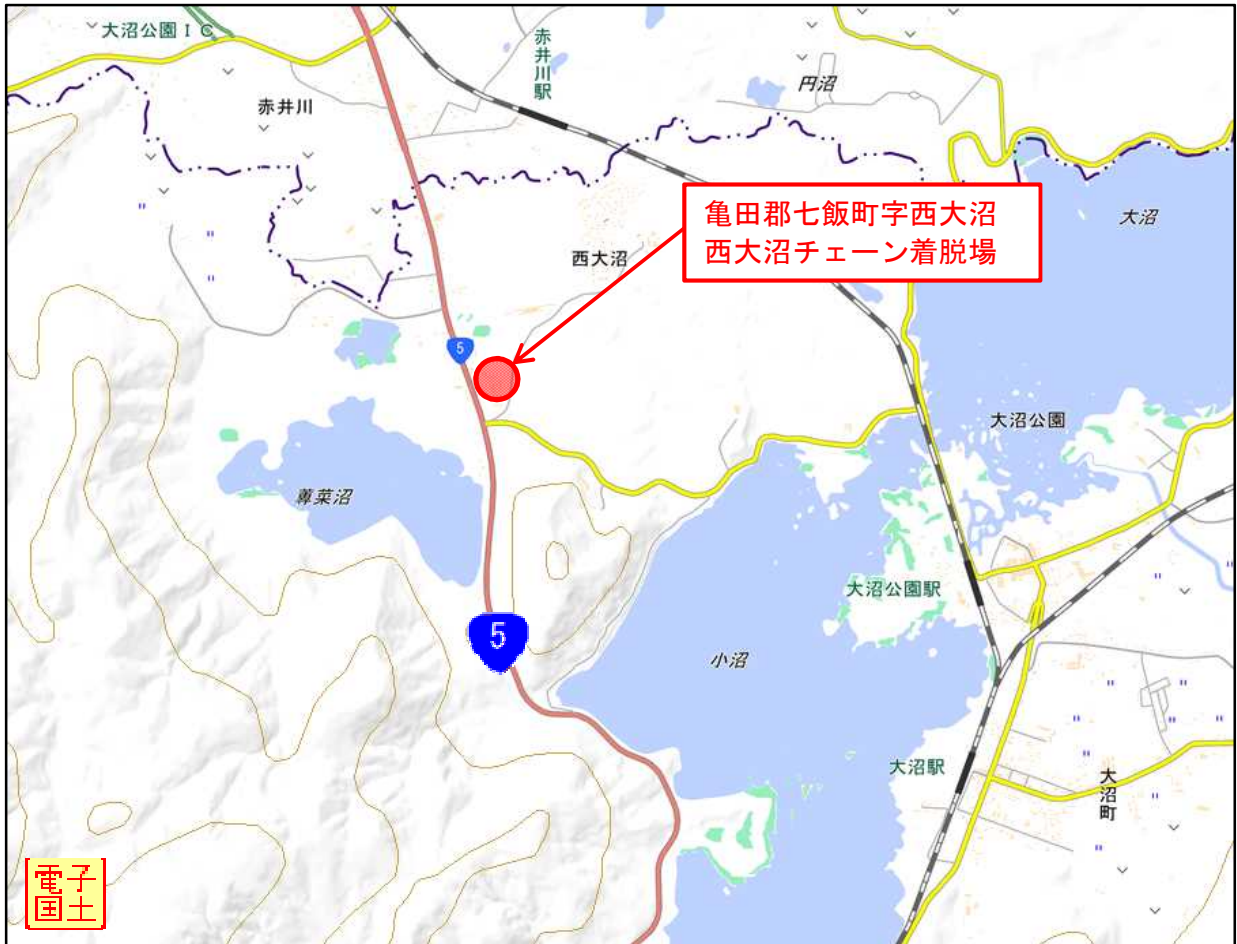 大沼公園ＩＣ
赤井川駅
円沼
赤井川
亀田郡七飯町字西大沼
西大沼チェーン着脱場
大沼
西大沼
5
大沼公園
蓴菜沼
大沼公園駅
5
小沼
大沼駅
大沼町
電子
国土